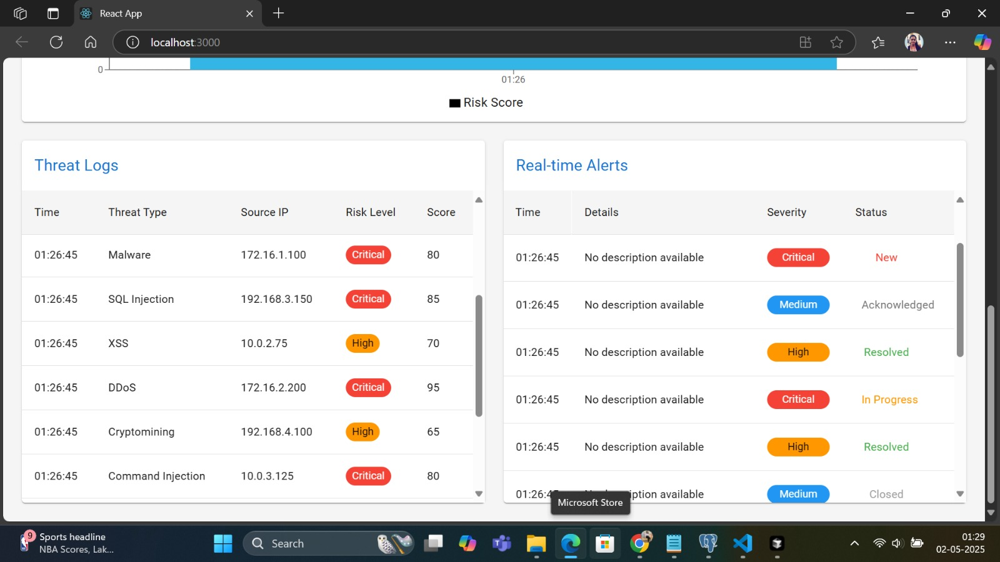 React App
localhost:3000
0
01:26
Risk Score
Threat Logs
Time Threat Type Source IP Risk Level Score
01:26:45 Malware 172.16.1.100 Critical 80
01:26:45 SQL Injection 192.168.3.150 Critical 85
01:26:45 XSS 10.0.2.75 High 70
01:26:45 DDoS 172.16.2.200 Critical 95
01:26:45 Cryptomining 192.168.4.100 High 65
01:26:45 Command Injection 10.0.3.125 Critical 80
Real-time Alerts
Time Details Severity Status
01:26:45 No description available Critical New
01:26:45 No description available Medium Acknowledged
01:26:45 No description available High Resolved
01:26:45 No description available Critical In Progress
01:26:45 No description available High Resolved
available Medium Closed
Microsoft Store
9
Sports headline
NBA Scores, Lak...
Search
01:29
02-05-2025